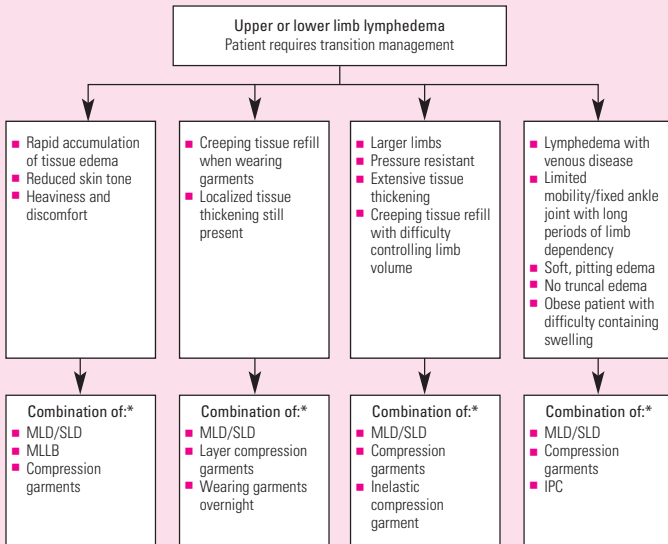 Upper or lower limb lymphedema
Patient requires transition management
■ Rapid accumulation
of tissue edema
■ Reduced skin tone
■ Heaviness and
discomfort
■ Creeping tissue refill
when wearing
garments
■ Localized tissue
thickening still
present
■ Larger limbs
■ Pressure resistant
■ Extensive tissue
thickening
■ Creeping tissue refill
with difficulty
controlling limb
volume
■ Lymphedema with
venous disease
■ Limited
mobility/fixed ankle
joint with long
periods of limb
dependency
■ Soft, pitting edema
■ No truncal edema
■ Obese patient with
difficulty containing
swelling
Combination of:*
■ MLD/SLD
■ MLLB
■ Compression
garments
Combination of:*
■ MLD/SLD
■ Layer compression
garments
■ Wearing garments
overnight
Combination of:*
■ MLD/SLD
■ Compression
garments
■ Inelastic
compression
garment
Combination of:*
■ MLD/SLD
■ Compression
garments
■ IPC